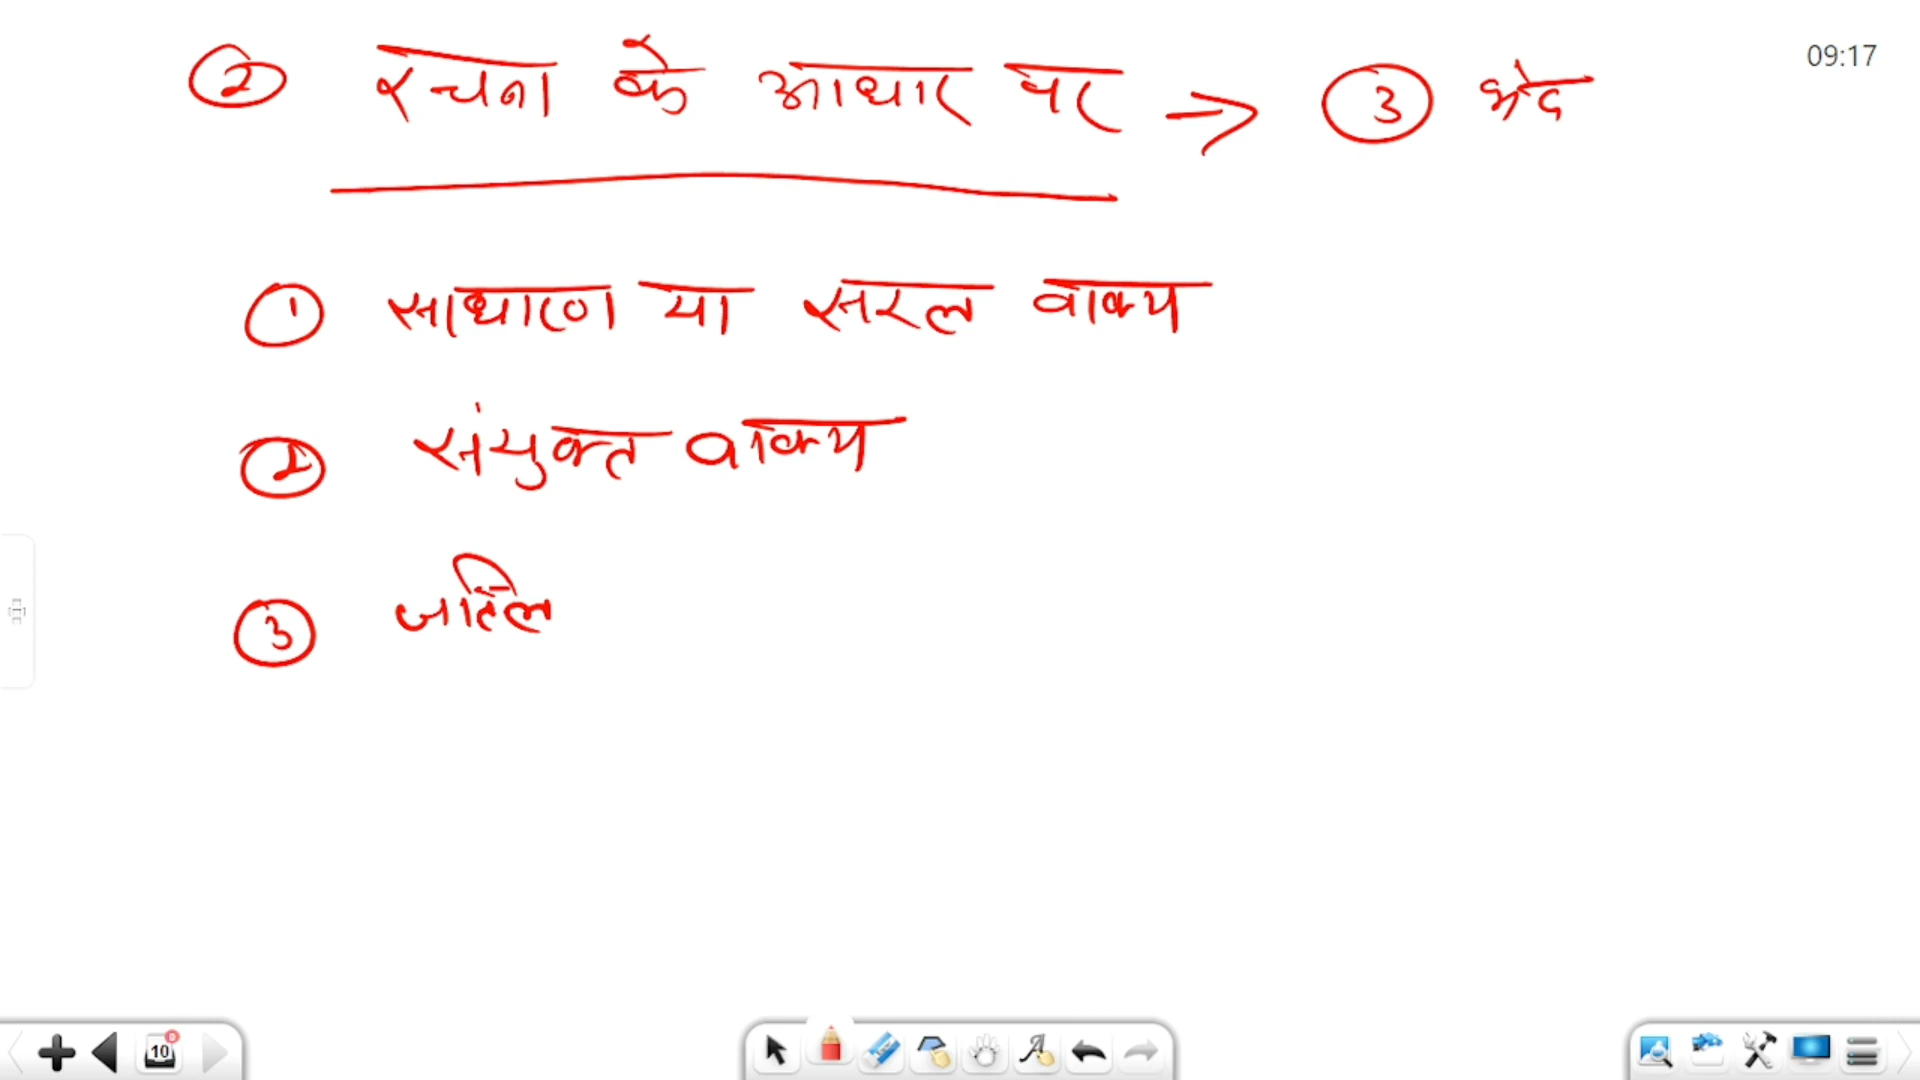 ② रचना के आधार पर → ③ भेद
09:17
① साधारण या सरल वाक्य
② संयुक्त वाक्य
③ जटिल
10